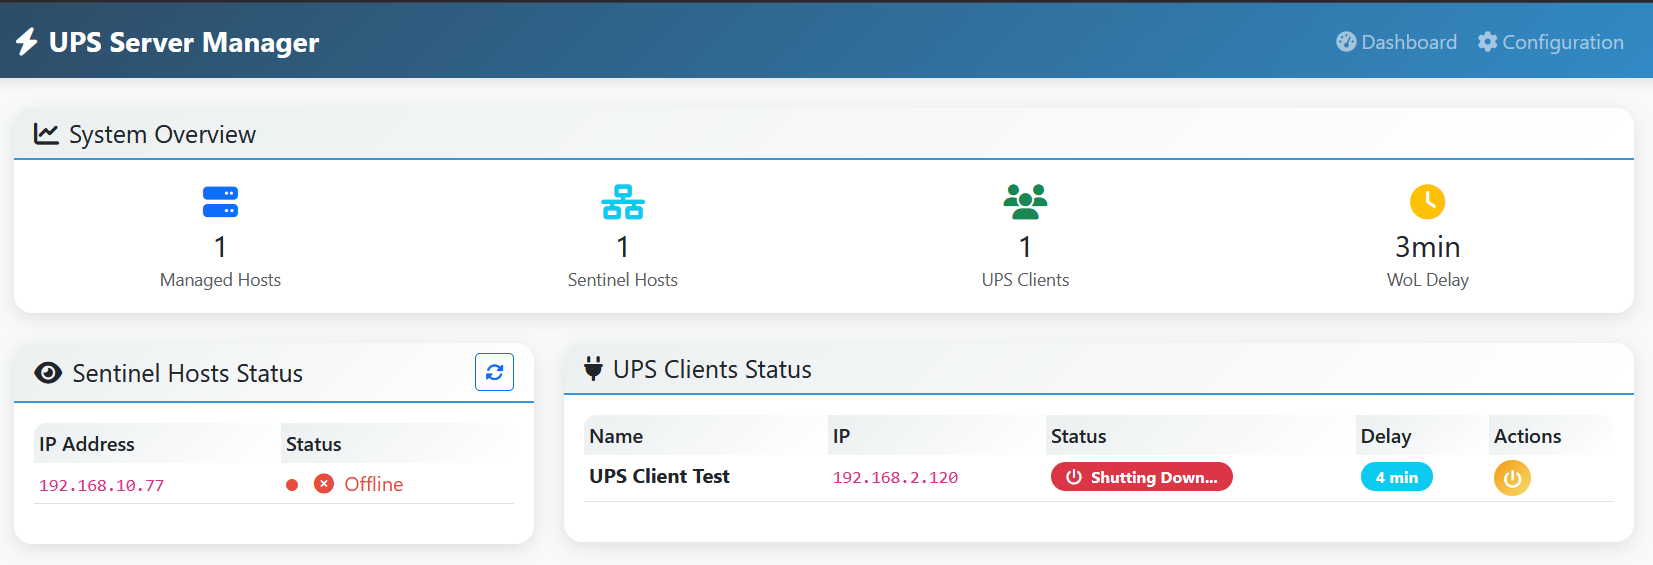 UPS Server Manager
Dashboard
Configuration
System Overview
1
Managed Hosts
1
Sentinel Hosts
1
UPS Clients
3min
WoL Delay
Sentinel Hosts Status
IP Address Status
192.168.10.77 Offline
UPS Clients Status
Name IP Status Delay Actions
UPS Client Test 192.168.2.120 Shutting Down... 4 min